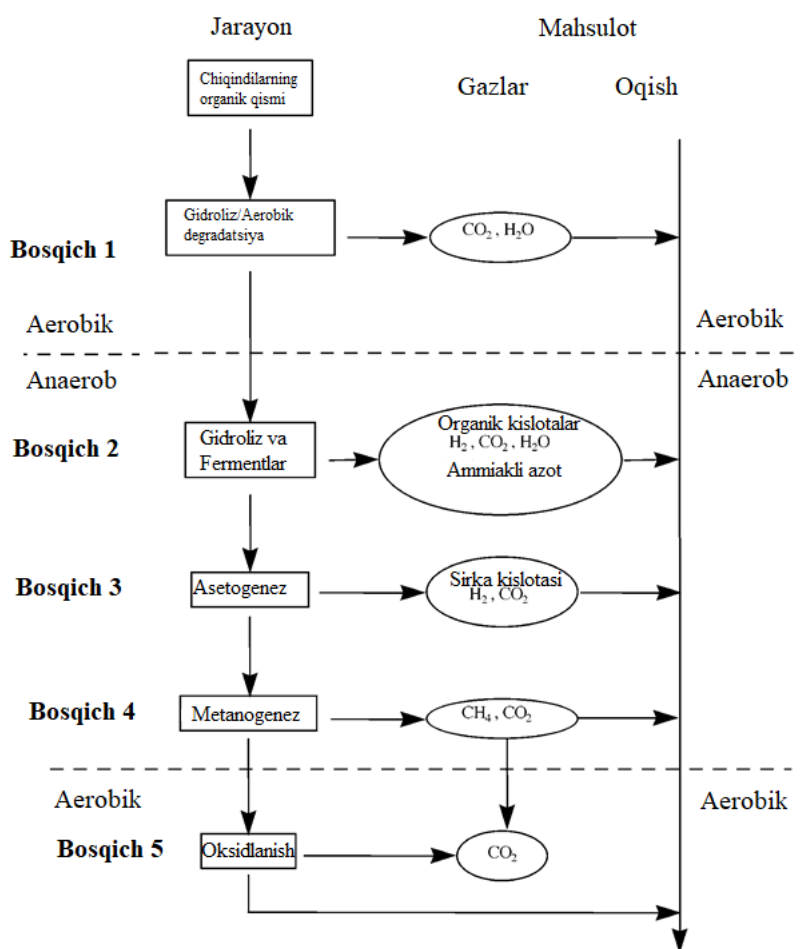 Jarayon
Mahsulot
Gazlar
Oqish
Chiqindilarning
organik qismi
Gidroliz/Aerobik
degradatsiya
CO₂ , H₂O
Bosqich 1
Aerobik
Aerobik
Anaerob
Anaerob
Bosqich 2
Gidroliz va
Fermentlar
Organik kislotalar
H₂ , CO₂ , H₂O
Ammiakli azot
Bosqich 3
Asetogenez
Sirka kislotasi
H₂ , CO₂
Bosqich 4
Metanogenez
CH₄ , CO₂
Aerobik
Aerobik
Bosqich 5
Oksidlanish
CO₂